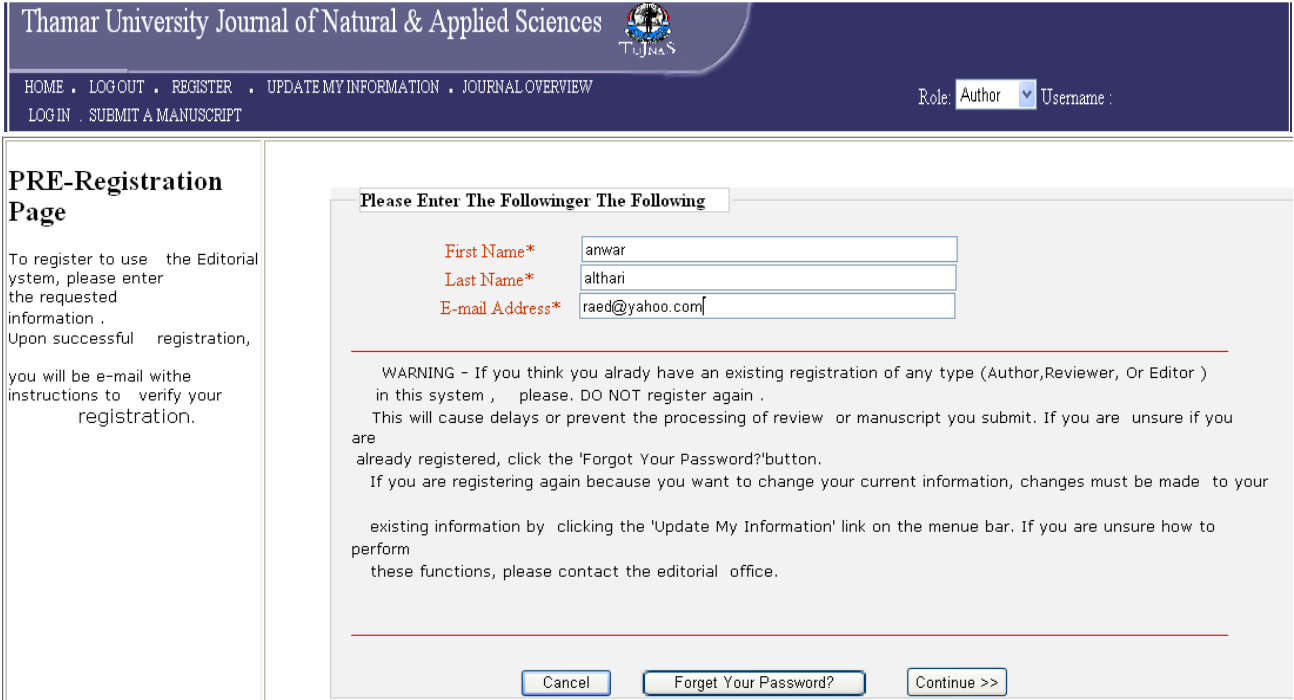 Thamar University Journal of Natural & Applied Sciences
TUJNAS
HOME . LOGOUT . REGISTER . UPDATE MY INFORMATION . JOURNAL OVERVIEW
LOGIN . SUBMIT A MANUSCRIPT
Role: Author Username :
PRE-Registration
Page
To register to use the Editorial
ystem, please enter
the requested
information .
Upon successful registration,
you will be e-mail withe
instructions to verify your
registration.
Please Enter The Followinger The Following
First Name* anwar
Last Name* althari
E-mail Address* raed@yahoo.com
WARNING - If you think you alrady have an existing registration of any type (Author,Reviewer, Or Editor )
in this system , please. DO NOT register again .
This will cause delays or prevent the processing of review or manuscript you submit. If you are unsure if you
are
already registered, click the 'Forgot Your Password?'button.
If you are registering again because you want to change your current information, changes must be made to your
existing information by clicking the 'Update My Information' link on the menue bar. If you are unsure how to
perform
these functions, please contact the editorial office.
Cancel Forget Your Password? Continue >>